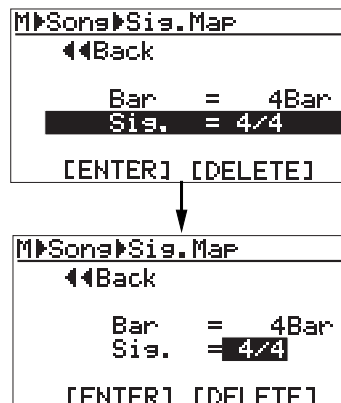 M▶Song▶Sig.Map
◀◀Back
Bar = 4Bar
Sig. = 4/4
[ENTER] [DELETE]
M▶Song▶Sig.Map
◀◀Back
Bar = 4Bar
Sig. = 4/4
[ENTER] [DELETE]